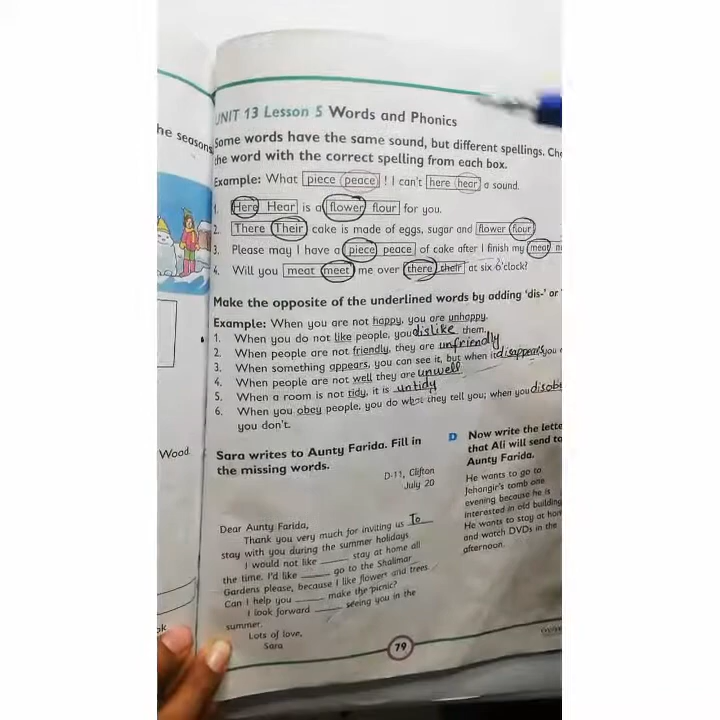 he seasons
UNIT 13 Lesson 5 Words and Phonics
Some words have the same sound, but different spellings.
the word with the correct spelling from each box.
Example: What piece peace ! I can't here hear a sound.
1. Here Hear is a flower flour for you.
2. There Their cake is made of eggs, sugar and flower flour
3. Please may I have a piece peace of cake after I finish my meat
4. Will you meat meet me over there their at six o'clock?
Make the opposite of the underlined words by adding 'dis-' or
Example: When you are not happy, you are unhappy.
1. When you do not like people, you dislike them.
2. When people are not friendly, they are unfriendly
3. When something appears, you can see it, but when it disappears you
4. When people are not well they are unwell
5. When a room is not tidy, it is untidy
6. When you obey people, you do what they tell you; when you disobe
you don't.
Wood
Sara writes to Aunty Farida. Fill in
the missing words.
D-11, Clifton
July 20
Dear Aunty Farida,
Thank you very much for inviting us To
stay with you during the summer holidays
I would not like ____ stay at home all
the time. I'd like ____ go to the Shalimar
Gardens please, because I like flowers and trees
Can I help you ____ make the picnic?
I look forward ____ seeing you in the
summer.
Lots of love,
Sara
D Now write the lette
that Ali will send to
Aunty Farida.
He wants to go to
Jehangir's tomb one
evening because he is
interested in old building
He wants to stay at hom
and watch DVDs in the
afternoon.
ok
79